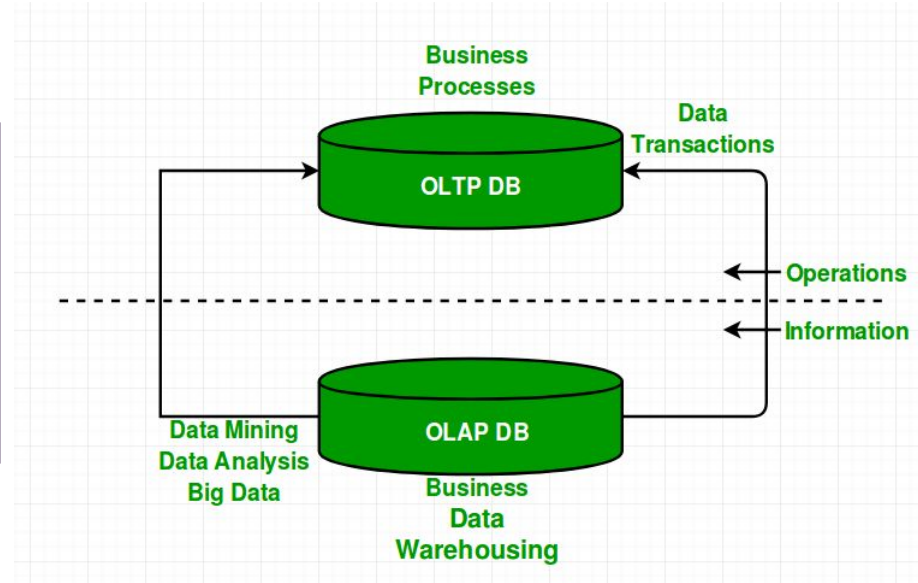 Business
Processes
Data
Transactions
OLTP DB
Operations
Information
Data Mining
Data Analysis
Big Data
OLAP DB
Business
Data
Warehousing